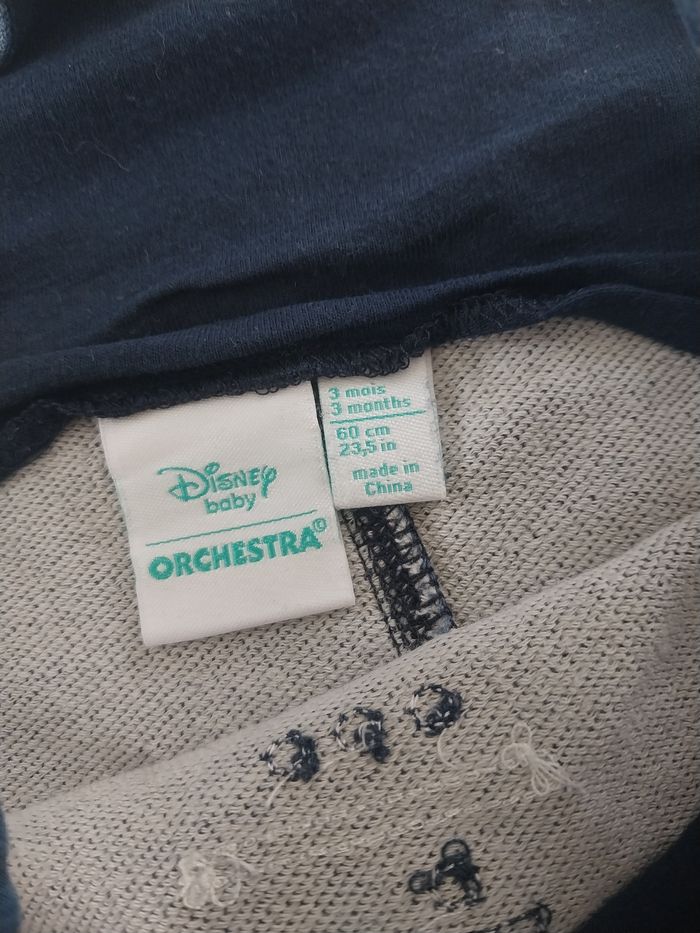 Disney
baby
ORCHESTRA©
3 mois
3 months
60 cm
23,5 in
made in
China